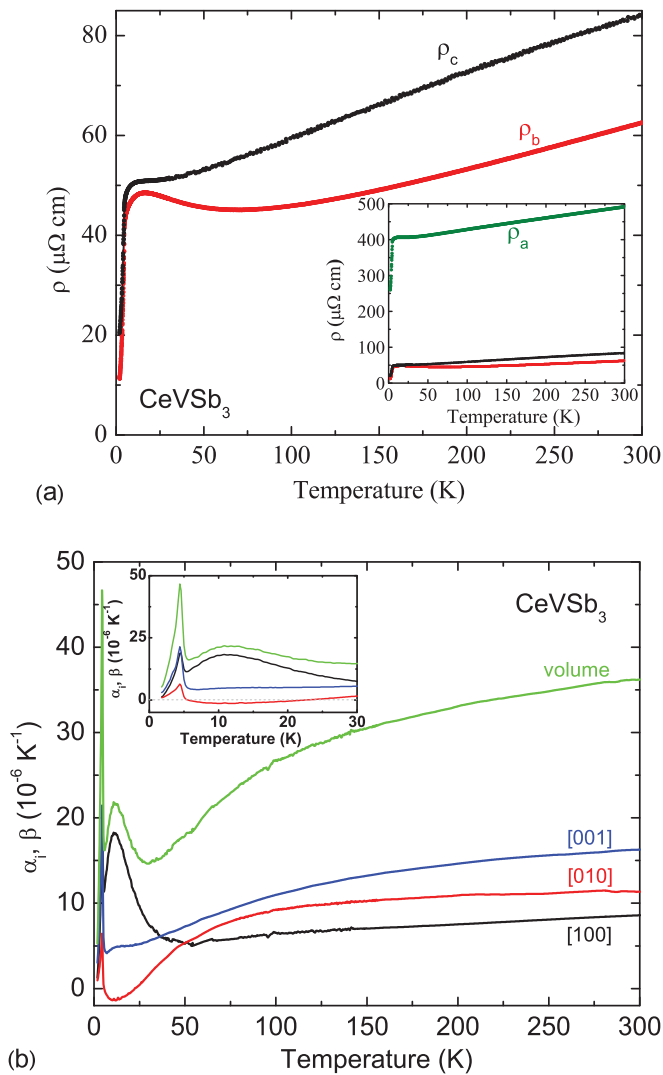 80
60
40
20
0
ρ (μΩ cm)
ρc
ρb
CeVSb3
0 50 100 150 200 250 300
Temperature (K)
(a)
500
450
400
300
200
100
50
0
ρ (μΩ cm)
ρa
0 50 100 150 200 250 300
Temperature (K)
50
40
30
20
10
0
αi, β (10-6 K-1)
CeVSb3
volume
[001]
[010]
[100]
0 50 100 150 200 250 300
Temperature (K)
(b)
50
25
0
αi, β (10-6 K-1)
0 10 20 30
Temperature (K)